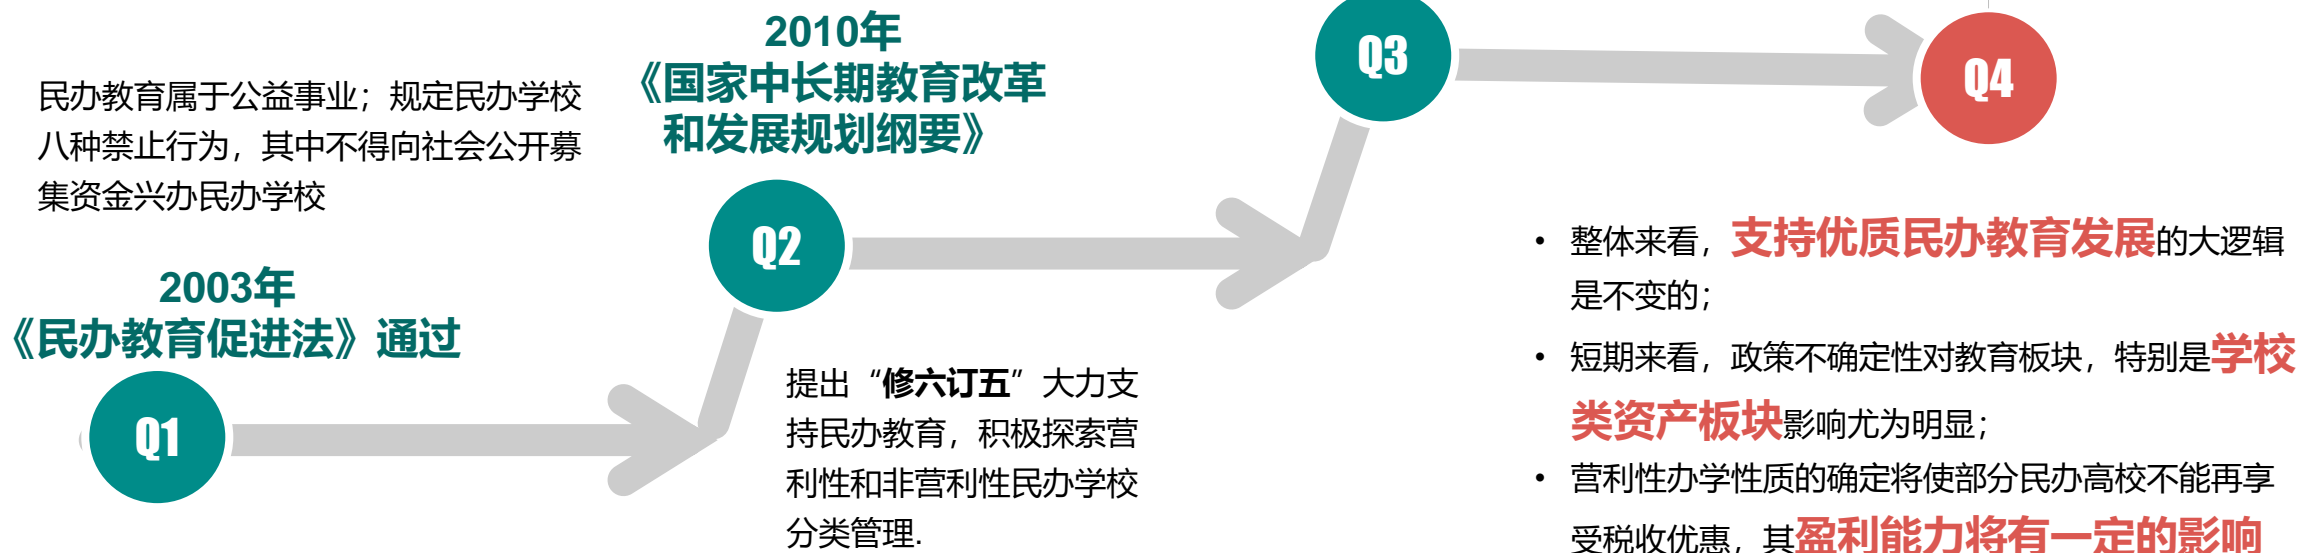 民办教育属于公益事业；规定民办学校
八种禁止行为，其中不得向社会公开募
集资金兴办民办学校
2003年
《民办教育促进法》通过
Q1
2010年
《国家中长期教育改革
和发展规划纲要》
Q2
提出“修六订五”大力支
持民办教育，积极探索营
利性和非营利性民办学校
分类管理.
Q3
Q4
• 整体来看，支持优质民办教育发展的大逻辑
是不变的；
• 短期来看，政策不确定性对教育板块，特别是学校
类资产板块影响尤为明显；
• 营利性办学性质的确定将使部分民办高校不能再享
受税收优惠，其盈利能力将有一定的影响